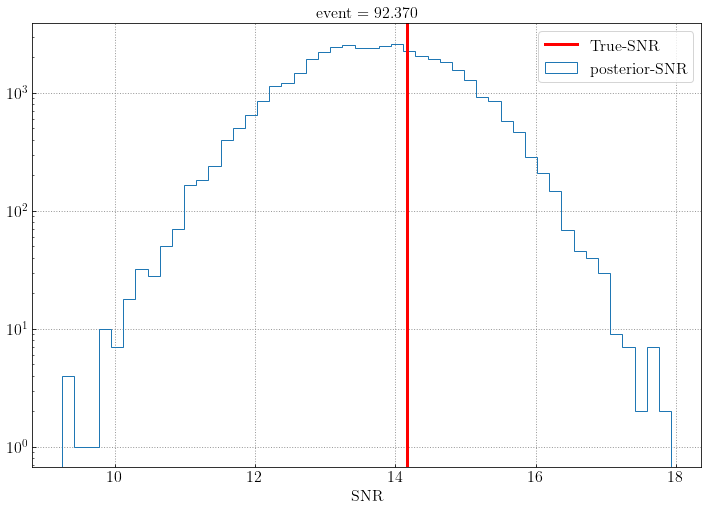 event = 92.370
True-SNR
posterior-SNR
10³
10²
10¹
10⁰
10 12 14 16 18
SNR